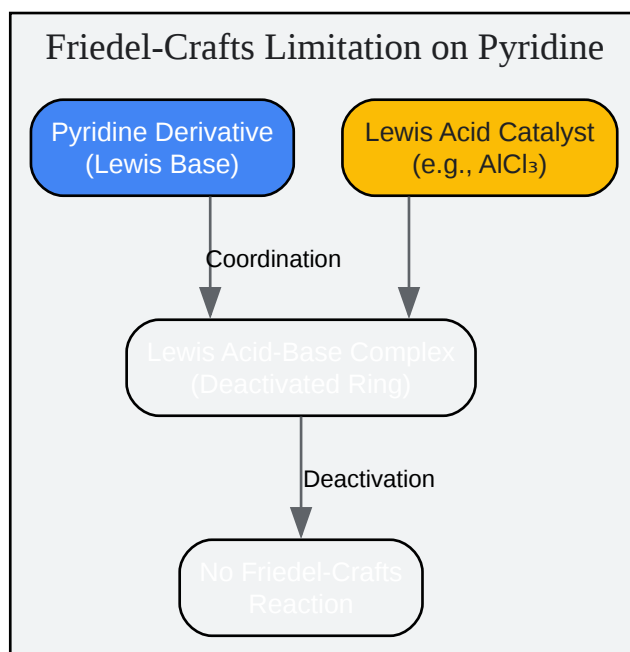 Friedel-Crafts Limitation on Pyridine
Pyridine Derivative
(Lewis Base)
Lewis Acid Catalyst
(e.g., AlCl₃)
Coordination
Lewis Acid-Base Complex
(Deactivated Ring)
Deactivation
No Friedel-Crafts
Reaction